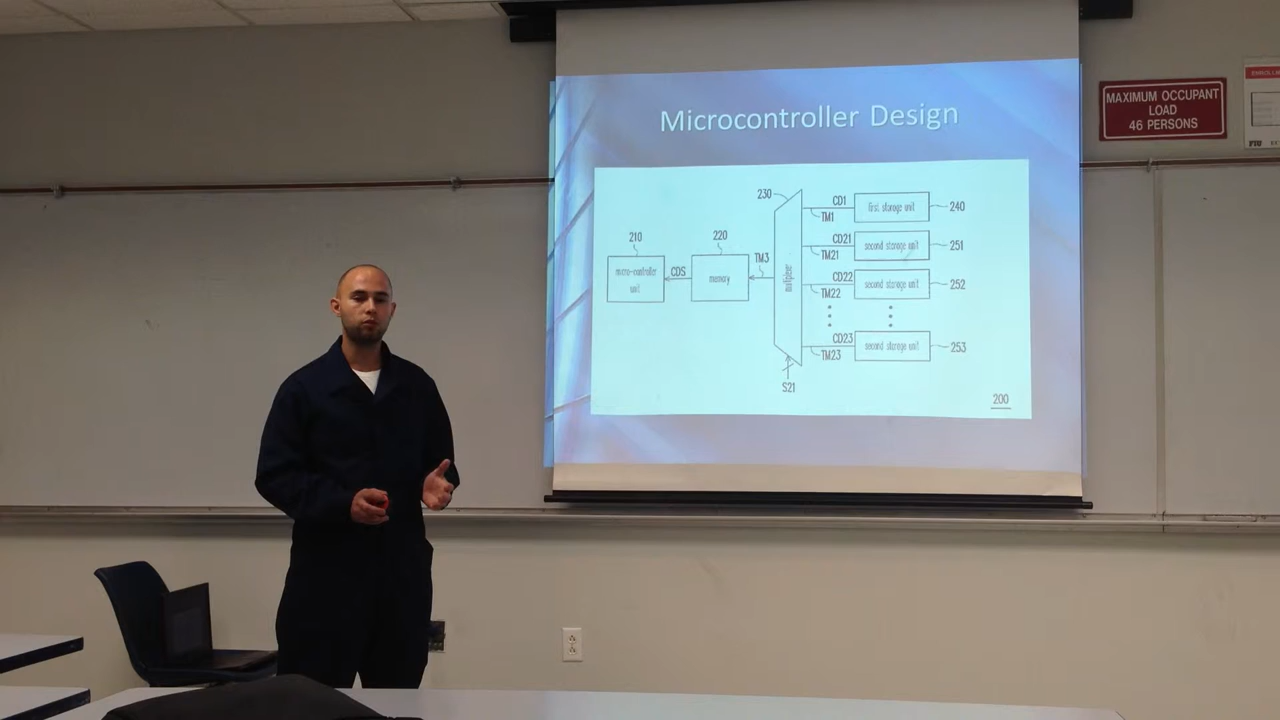 Microcontroller Design
MAXIMUM OCCUPANT
LOAD
46 PERSONS
230
CD1
TM1
first storage unit
240
210
220
TM3
CD21
TM21
second storage unit
251
micro-controller
unit
CDS
memory
multiplexer
CD22
TM22
second storage unit
252
CD23
TM23
second storage unit
253
S21
200